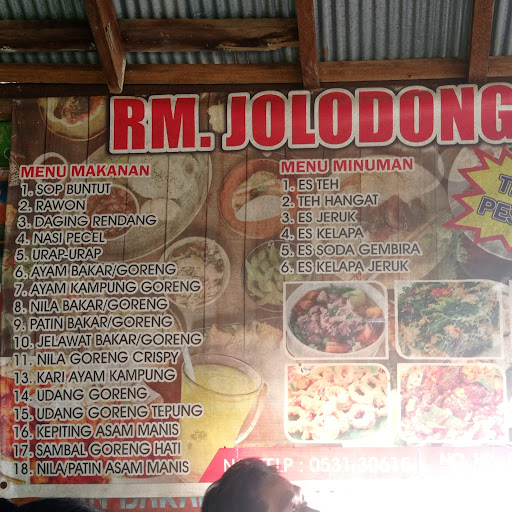 RM. JOLODONG
MENU MAKANAN
1. SOP BUNTUT
2. RAWON
3. DAGING RENDANG
4. NASI PECEL
5. URAP-URAP
6. AYAM BAKAR/GORENG
7. AYAM KAMPUNG GORENG
8. NILA BAKAR/GORENG
9. PATIN BAKAR/GORENG
10. JELAWAT BAKAR/GORENG
11. NILA GORENG CRISPY
13. KARI AYAM KAMPUNG
14. UDANG GORENG
15. UDANG GORENG TEPUNG
16. KEPITING ASAM MANIS
17. SAMBAL GORENG HATI
18. NILA/PATIN ASAM MANIS
MENU MINUMAN
1. ES TEH
2. TEH HANGAT
3. ES JERUK
4. ES KELAPA
5. ES SODA GEMBIRA
6. ES KELAPA JERUK